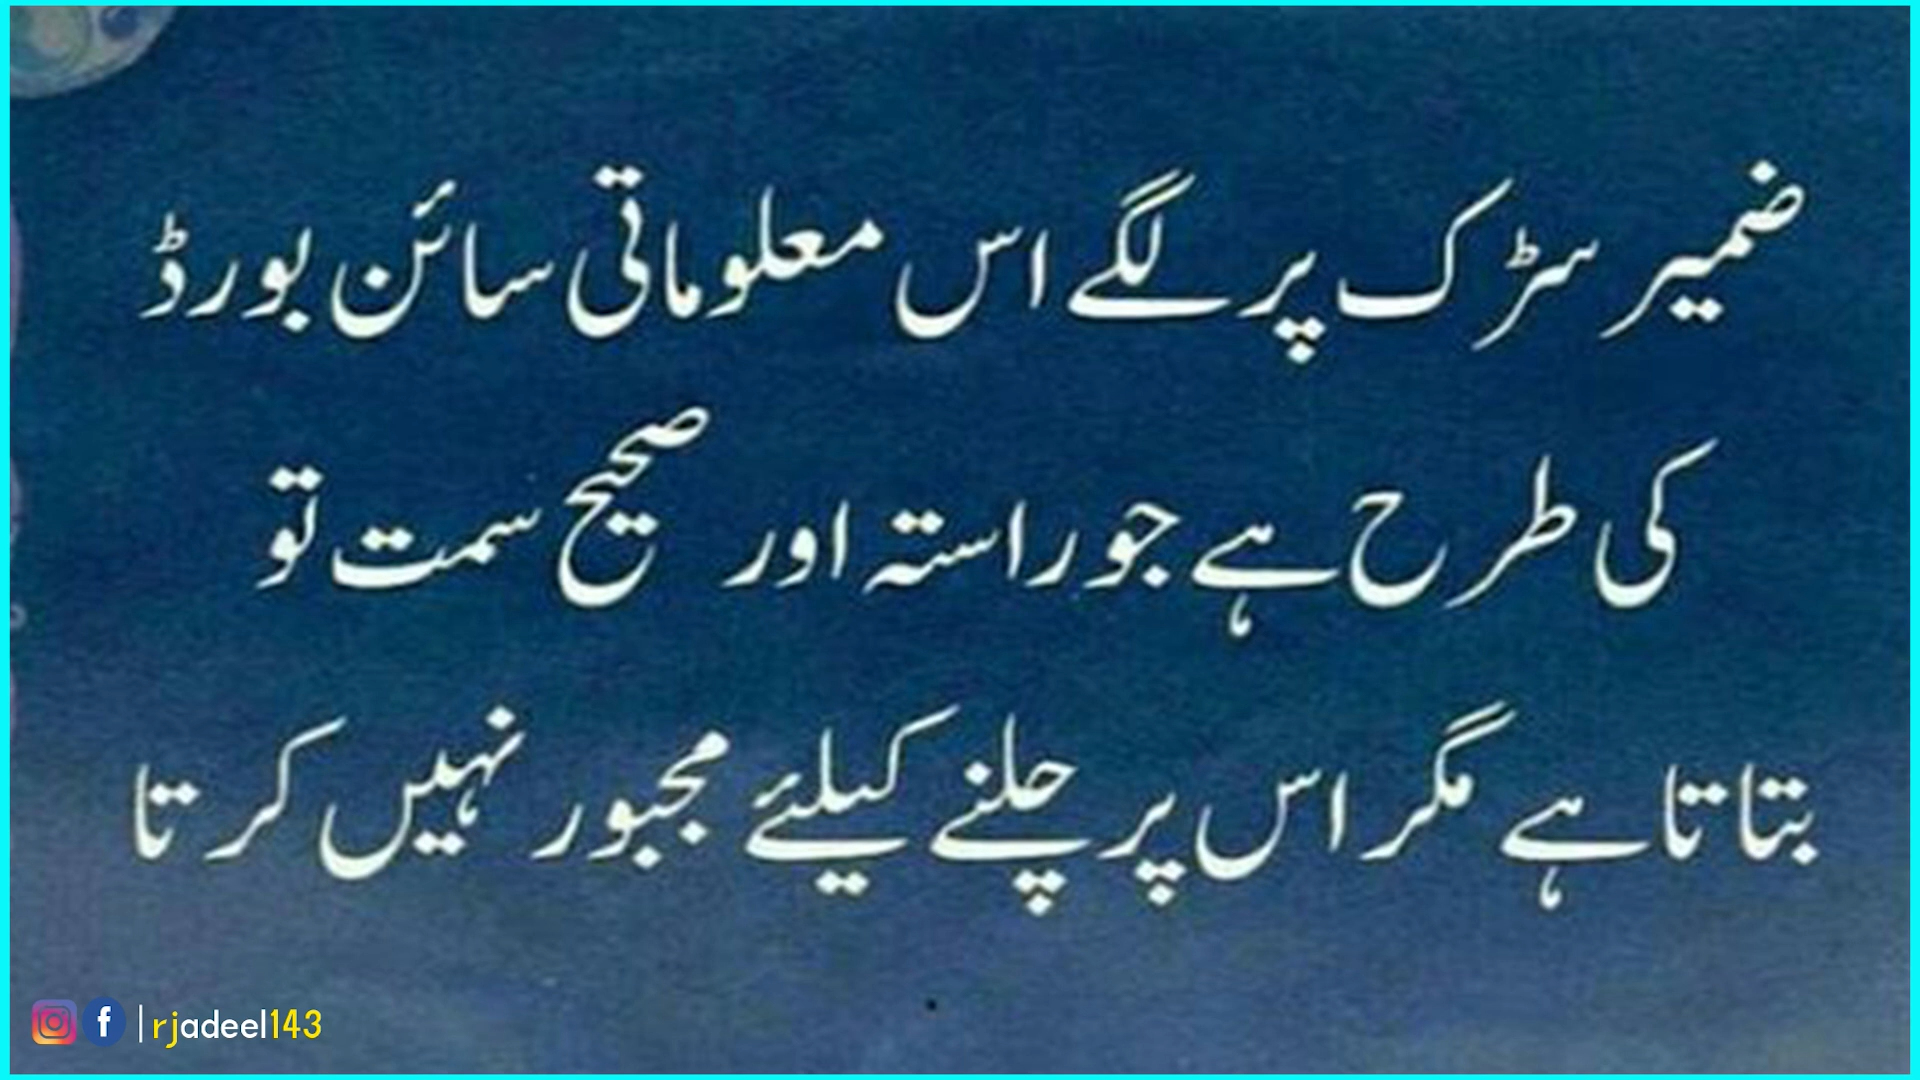 ضمیر سڑک پر لگے اس معلوماتی سائن بورڈ
کی طرح ہے جو راستہ اور صحیح سمت تو
بتاتا ہے مگر اس پر چلنے کیلئے مجبور نہیں کرتا
| rjadeel143